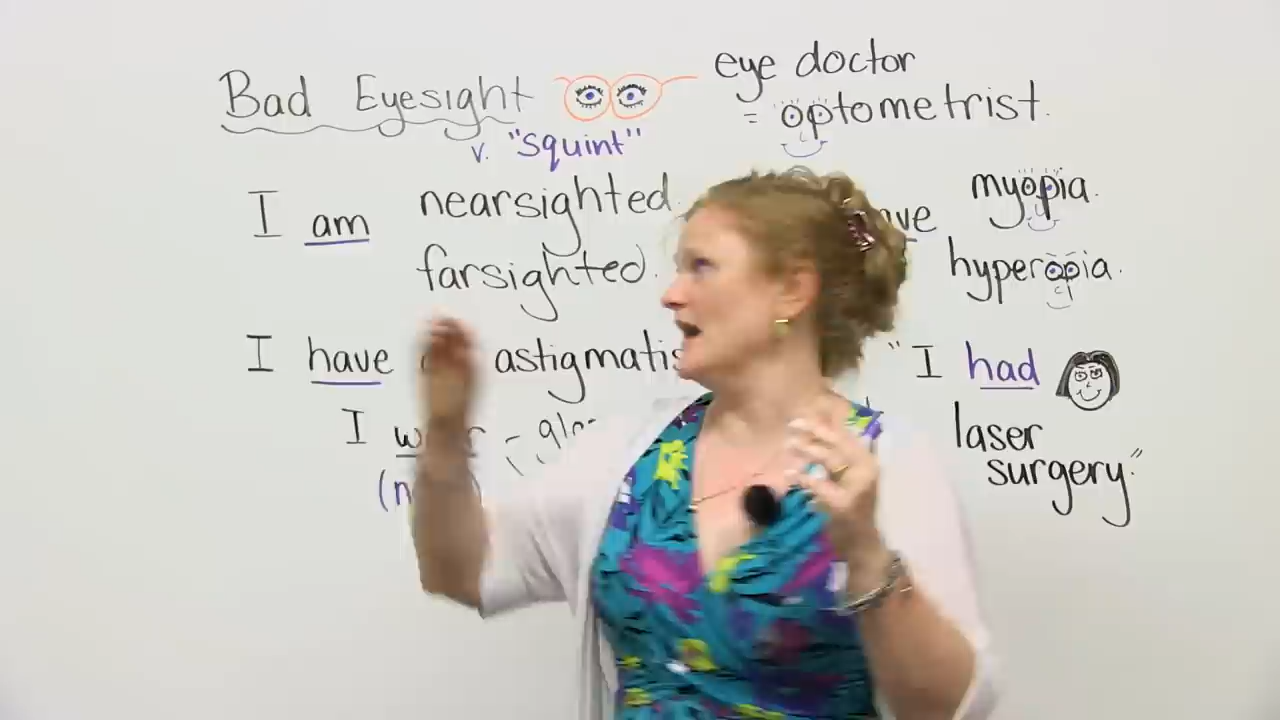 Bad Eyesight
eye doctor
= optometrist.
v. "squint"
I am nearsighted.
farsighted.
myopia.
hyperopia.
I have astigmatis
I
"I had
laser
surgery"